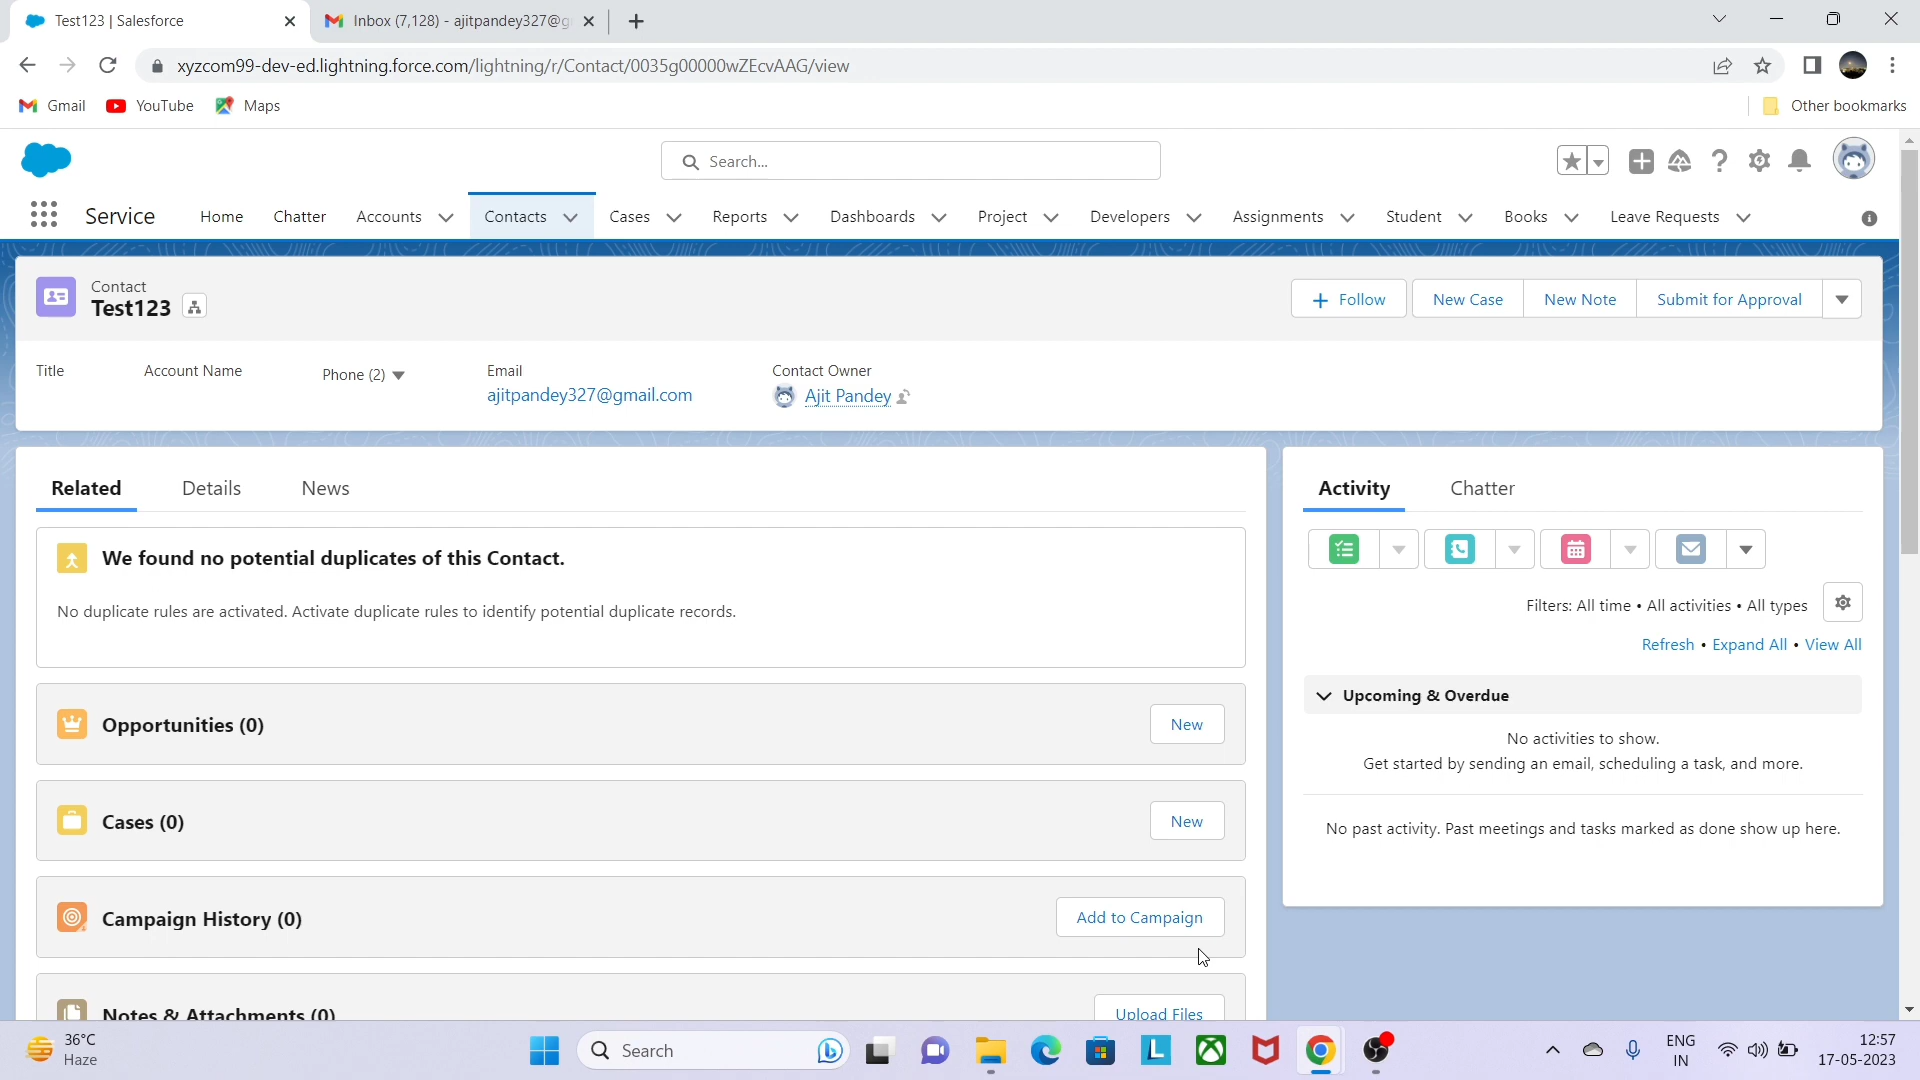 Test123 | Salesforce
Inbox (7,128) - ajitpandey327@g
xyzcom99-dev-ed.lightning.force.com/lightning/r/Contact/0035g00000wZEcvAAG/view
Gmail YouTube Maps Other bookmarks
Search...
Service Home Chatter Accounts Contacts Cases Reports Dashboards Project Developers Assignments Student Books Leave Requests
Contact
Test123
Follow New Case New Note Submit for Approval
Title Account Name Phone (2) Email Contact Owner
ajitpandey327@gmail.com Ajit Pandey
Related Details News
We found no potential duplicates of this Contact.
No duplicate rules are activated. Activate duplicate rules to identify potential duplicate records.
Opportunities (0) New
Cases (0) New
Campaign History (0) Add to Campaign
Notes & Attachments (0) Upload Files
Activity Chatter
Filters: All time • All activities • All types
Refresh • Expand All • View All
Upcoming & Overdue
No activities to show.
Get started by sending an email, scheduling a task, and more.
No past activity. Past meetings and tasks marked as done show up here.
36°C
Haze
Search
ENG
IN
12:57
17-05-2023